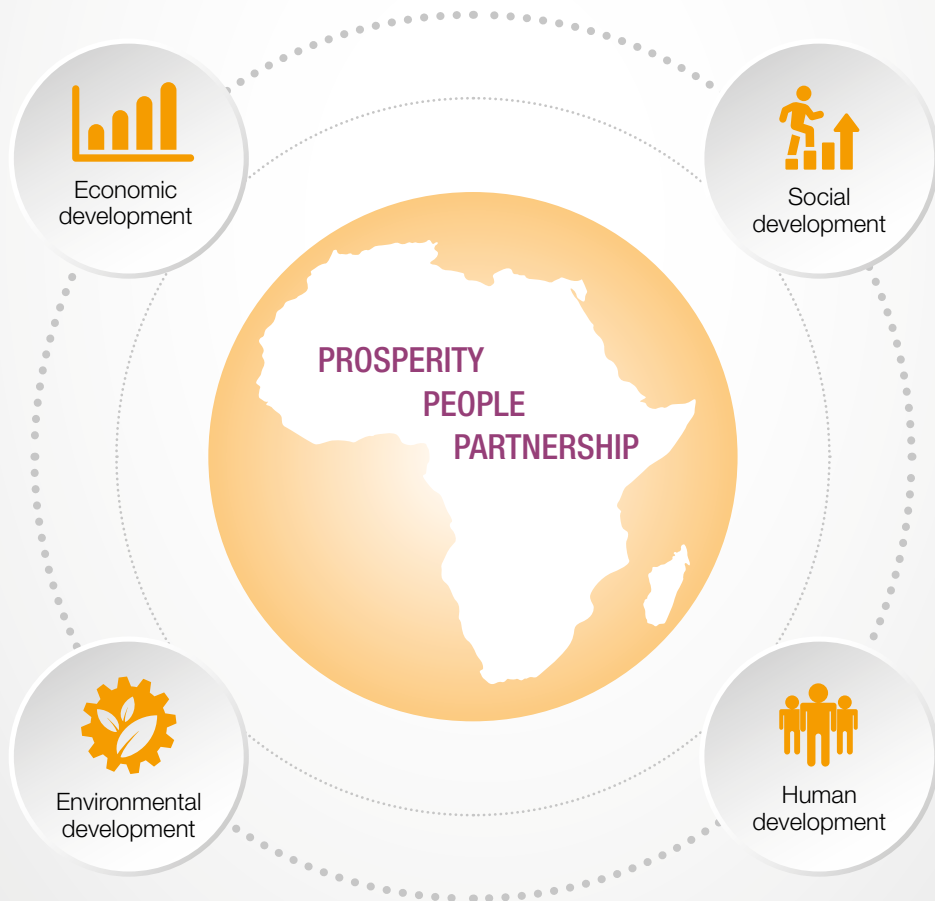 Economic
development
Social
development
PROSPERITY
PEOPLE
PARTNERSHIP
Environmental
development
Human
development